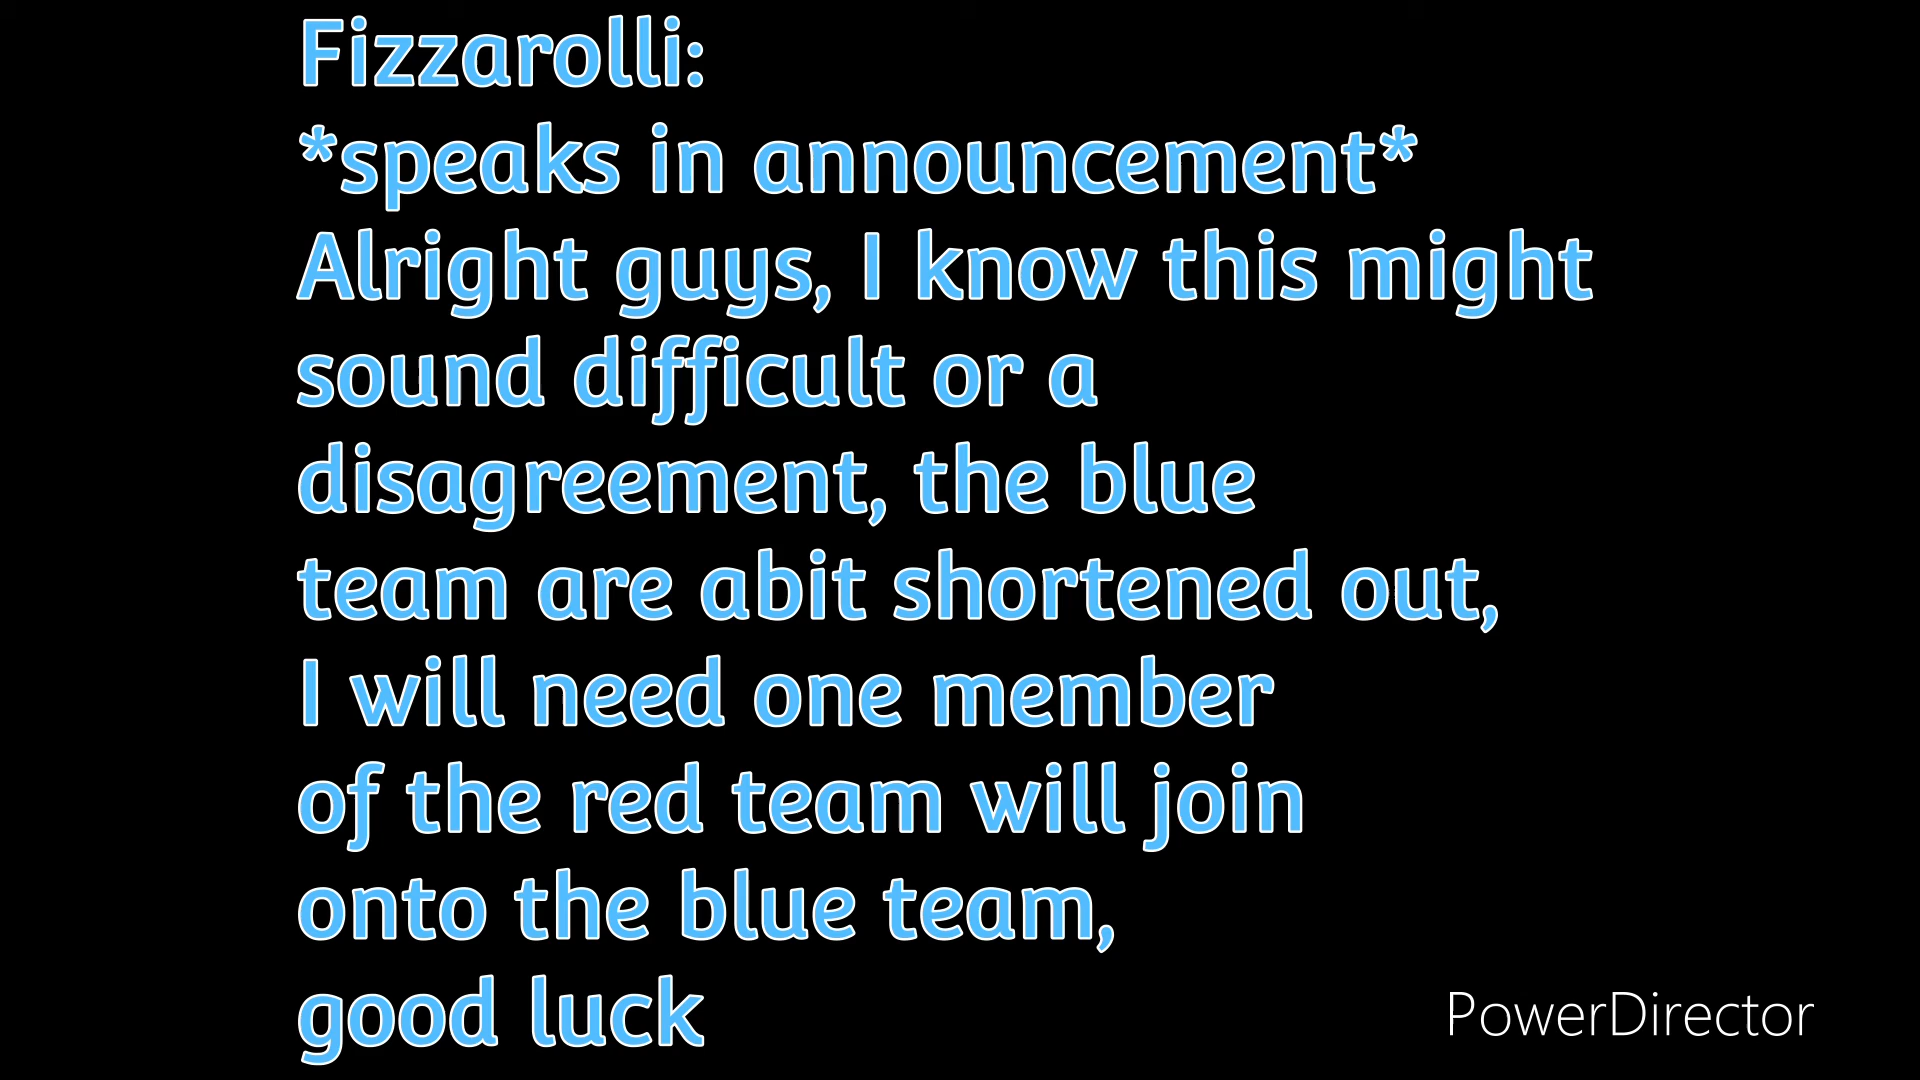 Fizzarolli:
*speaks in announcement*
Alright guys, I know this might
sound difficult or a
disagreement, the blue
team are abit shortened out,
I will need one member
of the red team will join
onto the blue team,
good luck
PowerDirector